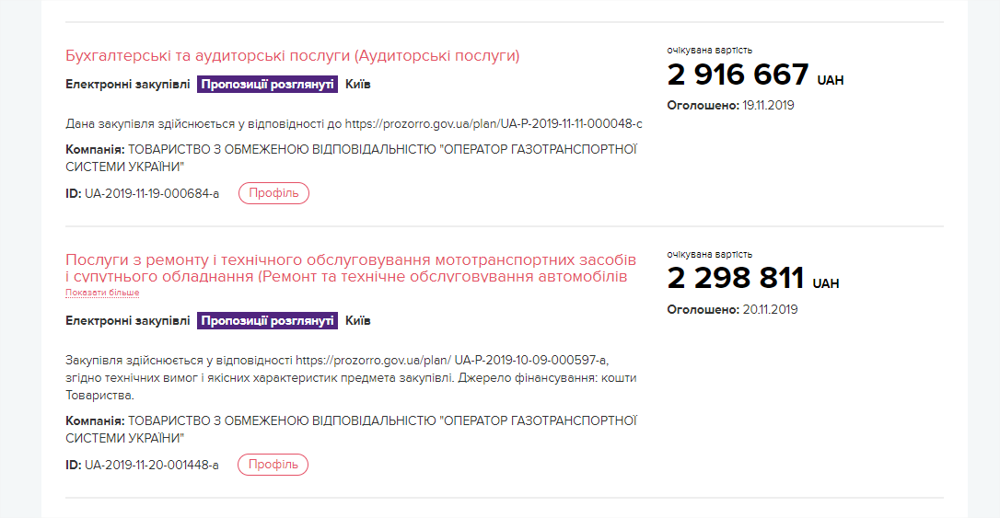 Бухгалтерські та аудиторські послуги (Аудиторські послуги)
очікувана вартість
2 916 667 UAH
Електронні закупівлі Пропозиції розглянуті Київ
Оголошено: 19.11.2019
Дана закупівля здійснюється у відповідності до https://prozorro.gov.ua/plan/UA-P-2019-11-11-000048-c
Компанія: ТОВАРИСТВО З ОБМЕЖЕНОЮ ВІДПОВІДАЛЬНІСТЮ "ОПЕРАТОР ГАЗОТРАНСПОРТНОЇ
СИСТЕМИ УКРАЇНИ"
ID: UA-2019-11-19-000684-a Профіль
Послуги з ремонту і технічного обслуговування мототранспортних засобів
і супутнього обладнання (Ремонт та технічне обслуговування автомобілів
Показати більше
очікувана вартість
2 298 811 UAH
Оголошено: 20.11.2019
Електронні закупівлі Пропозиції розглянуті Київ
Закупівля здійснюється у відповідності https://prozorro.gov.ua/plan/ UA-P-2019-10-09-000597-a,
згідно технічних вимог і якісних характеристик предмета закупівлі. Джерело фінансування: кошти
Товариства.
Компанія: ТОВАРИСТВО З ОБМЕЖЕНОЮ ВІДПОВІДАЛЬНІСТЮ "ОПЕРАТОР ГАЗОТРАНСПОРТНОЇ
СИСТЕМИ УКРАЇНИ"
ID: UA-2019-11-20-001448-a Профіль